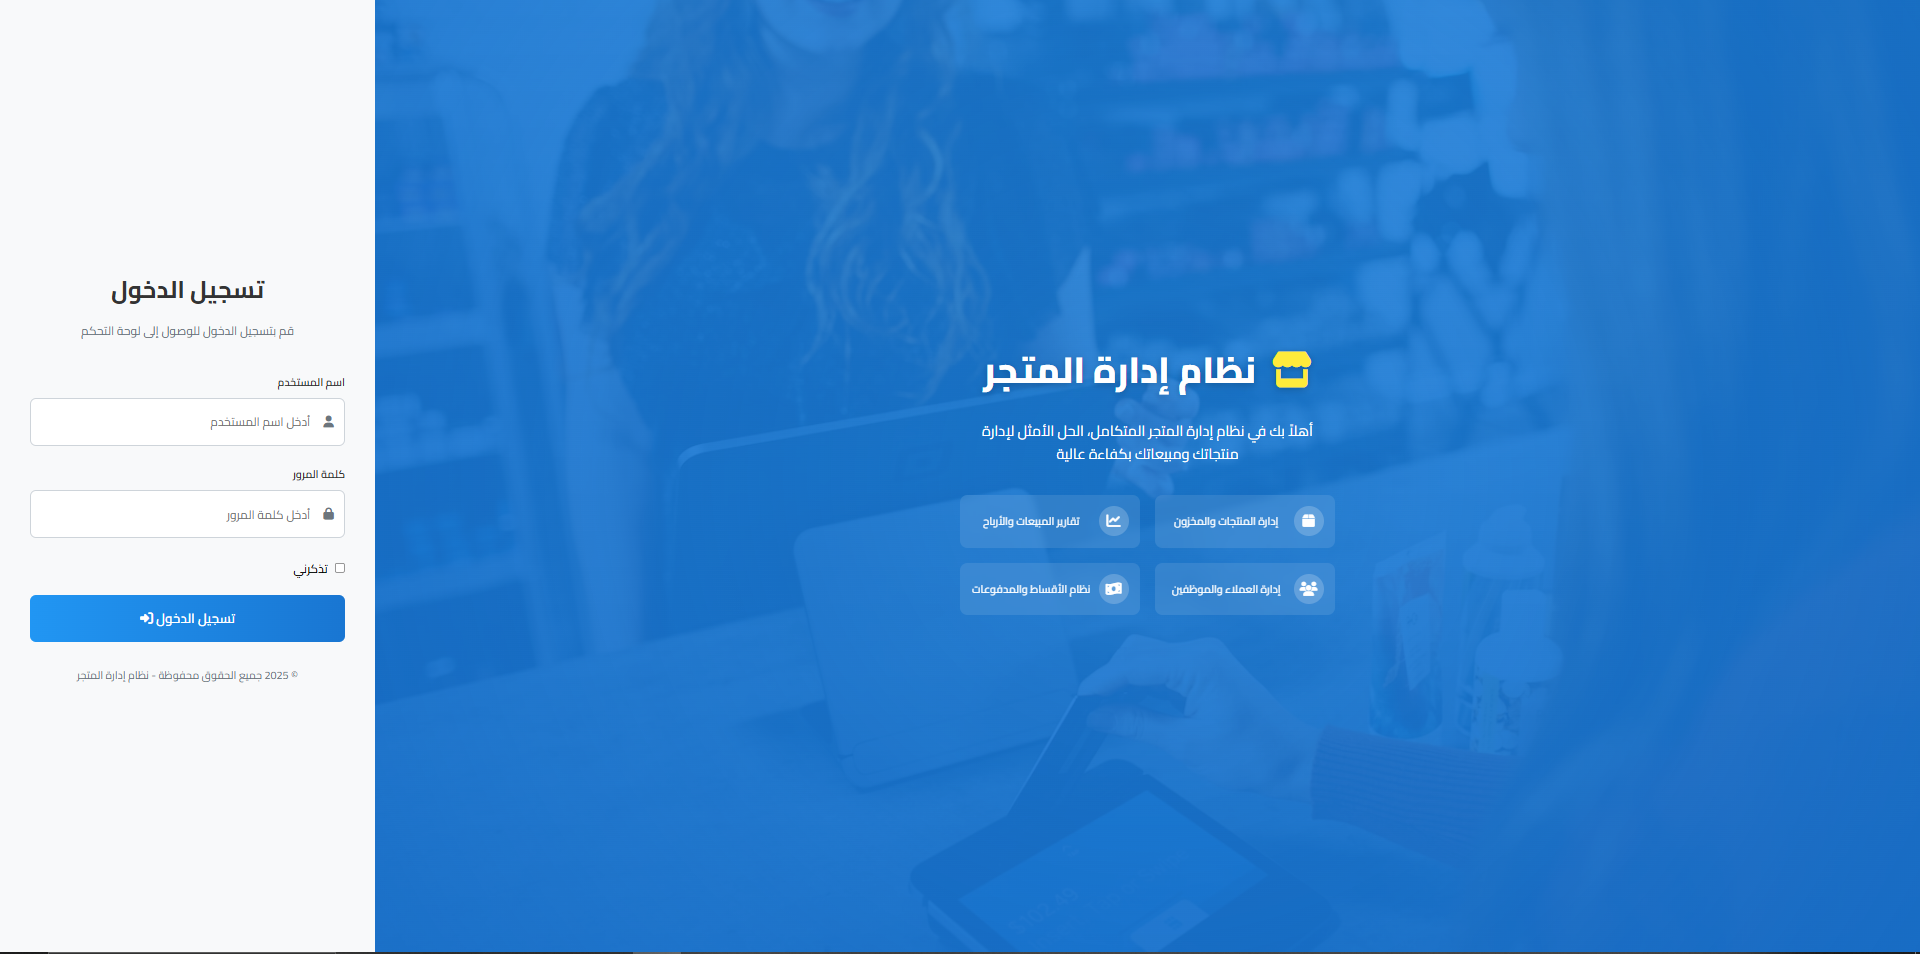 نظام إدارة المتجر
أهلاً بك في نظام إدارة المتجر المتكامل، الحل الأمثل لإدارة
منتجاتك ومبيعاتك بكفاءة عالية
إدارة المنتجات والمخزون
تقارير المبيعات والأرباح
إدارة العملاء والموظفين
نظام الأقساط والمدفوعات
تسجيل الدخول
قم بتسجيل الدخول للوصول إلى لوحة التحكم
اسم المستخدم
أدخل اسم المستخدم
كلمة المرور
أدخل كلمة المرور
تذكرني
تسجيل الدخول
© 2025 جميع الحقوق محفوظة - نظام إدارة المتجر